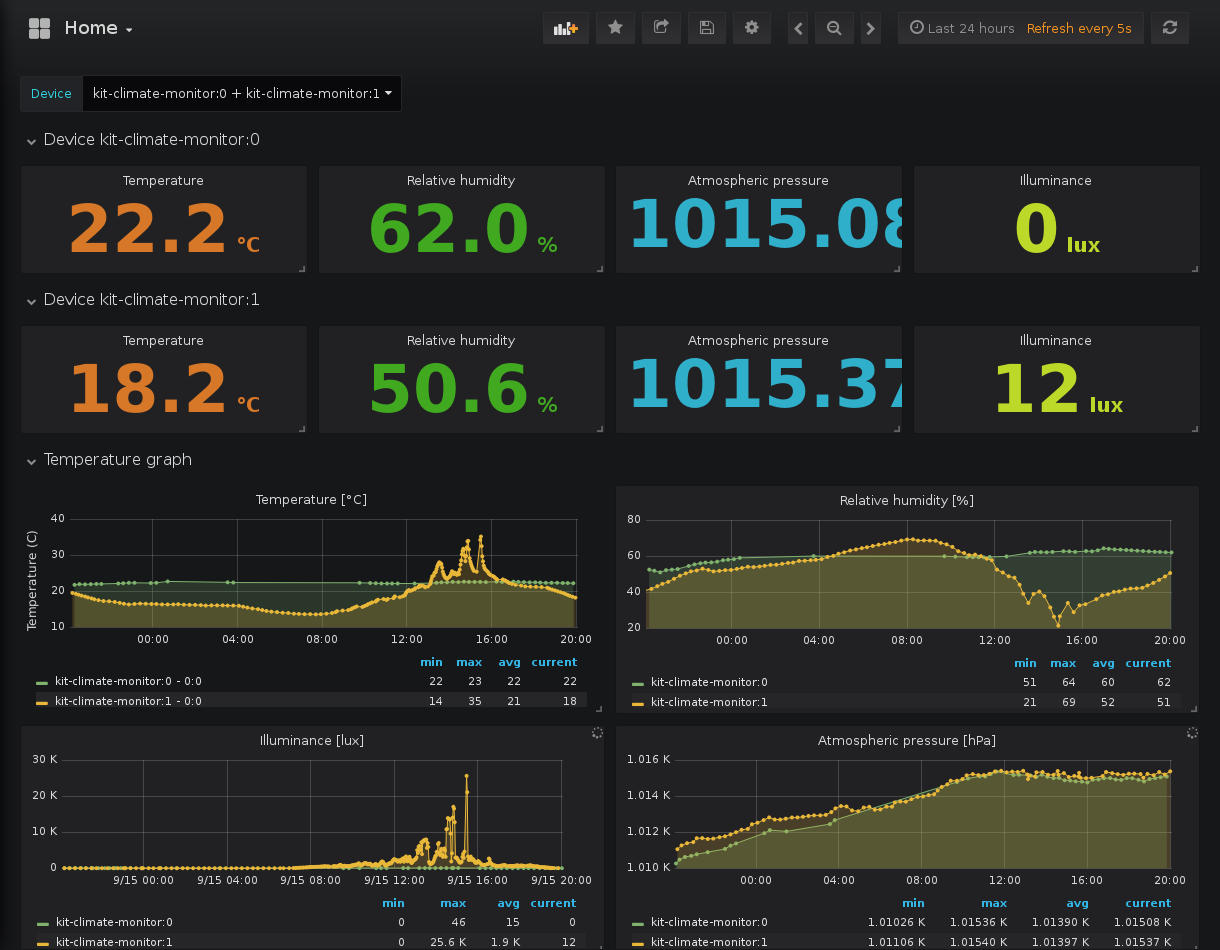 Home
Last 24 hours Refresh every 5s
Device kit-climate-monitor:0 + kit-climate-monitor:1
Device kit-climate-monitor:0
Temperature Relative humidity Atmospheric pressure Illuminance
22.2 °C 62.0 % 1015.08 0 lux
Device kit-climate-monitor:1
Temperature Relative humidity Atmospheric pressure Illuminance
18.2 °C 50.6 % 1015.37 12 lux
Temperature graph
Temperature [°C]
Temperature (C)
40
30
20
10
00:00 04:00 08:00 12:00 16:00 20:00
min max avg current
kit-climate-monitor:0 - 0:0 22 23 22 22
kit-climate-monitor:1 - 0:0 14 35 21 18
Relative humidity [%]
80
60
40
20
00:00 04:00 08:00 12:00 16:00 20:00
min max avg current
kit-climate-monitor:0 51 64 60 62
kit-climate-monitor:1 21 69 52 51
Illuminance [lux]
30 K
20 K
10 K
0
9/15 00:00 9/15 04:00 9/15 08:00 9/15 12:00 9/15 16:00 9/15 20:00
min max avg current
kit-climate-monitor:0 0 46 15 0
kit-climate-monitor:1 0 25.6 K 1.9 K 12
Atmospheric pressure [hPa]
1.016 K
1.014 K
1.012 K
1.010 K
00:00 04:00 08:00 12:00 16:00 20:00
min max avg current
kit-climate-monitor:0 1.01026 K 1.01536 K 1.01390 K 1.01508 K
kit-climate-monitor:1 1.01106 K 1.01540 K 1.01397 K 1.01537 K